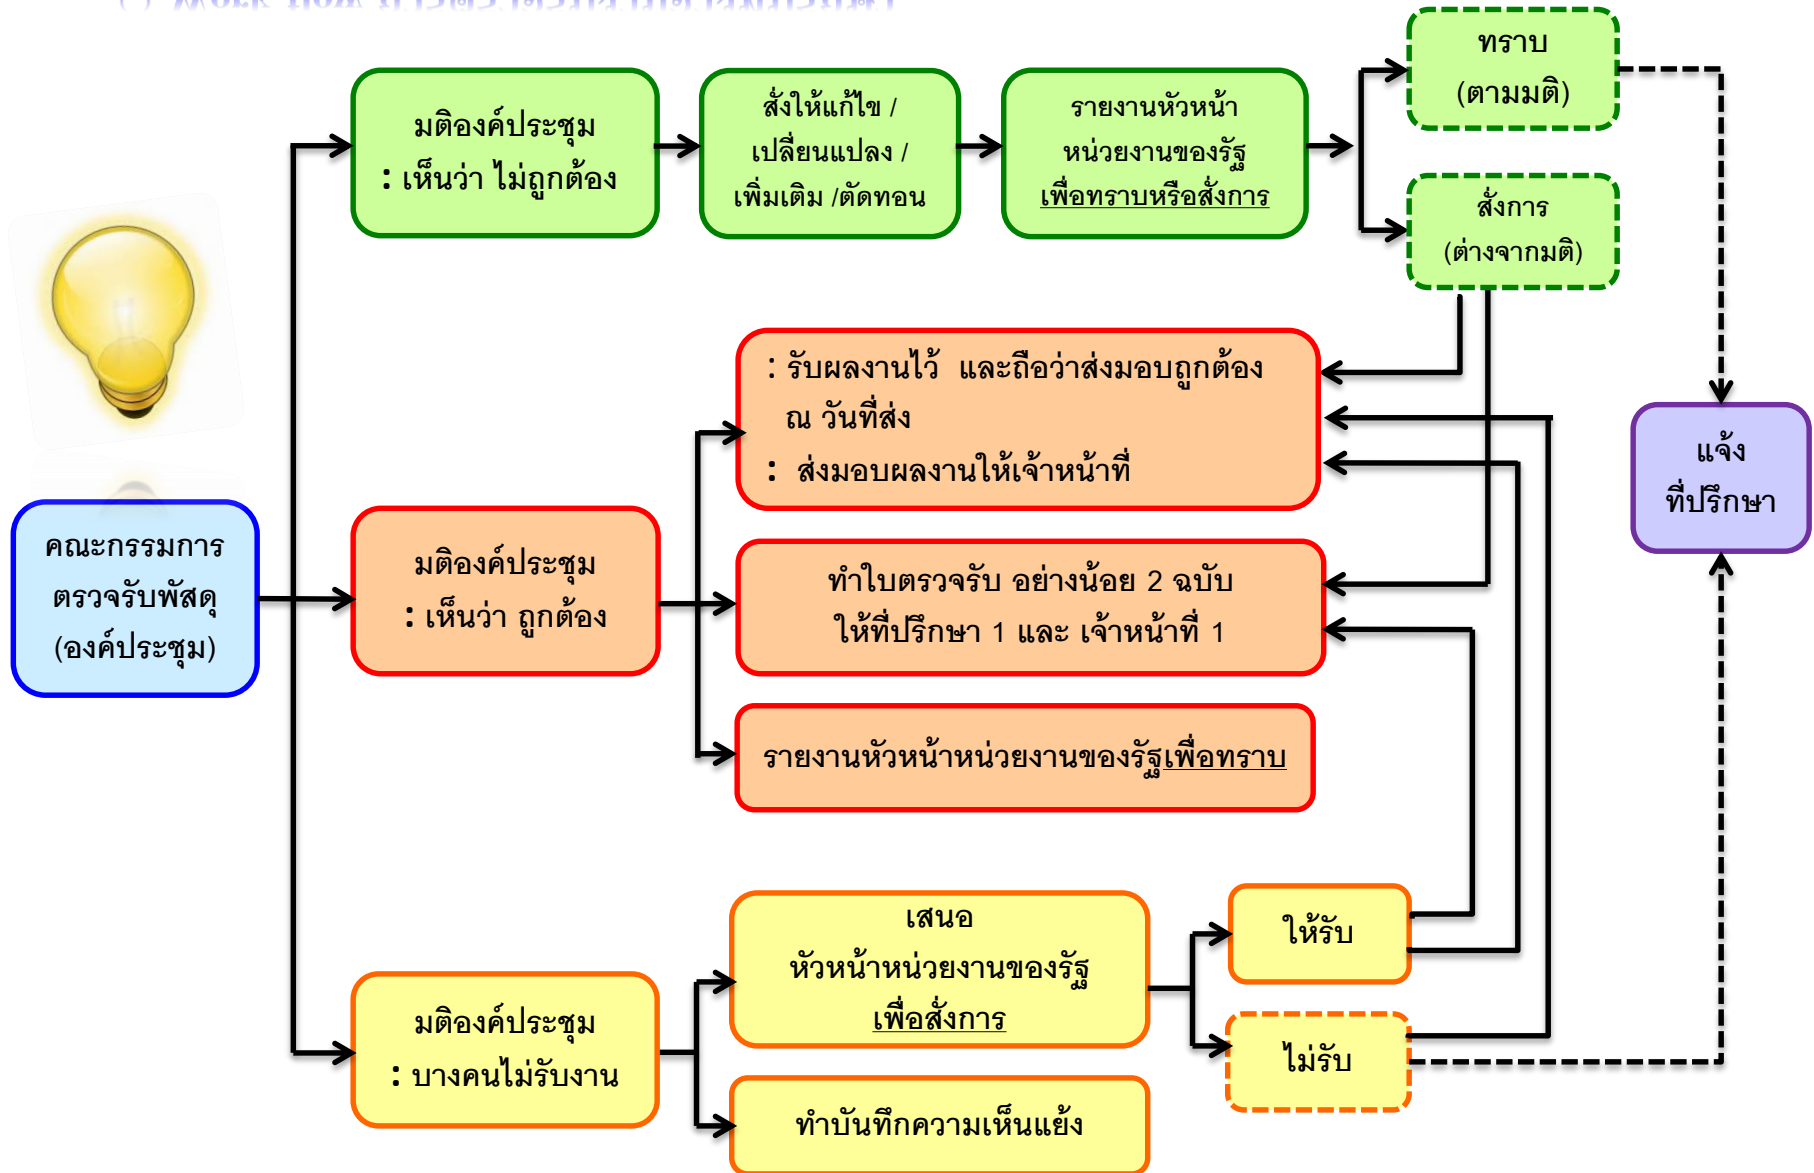 ทราบ
(ตามมติ)
มติองค์ประชุม
: เห็นว่า ไม่ถูกต้อง
สั่งให้แก้ไข /
เปลี่ยนแปลง /
เพิ่มเติม /ตัดทอน
รายงานหัวหน้า
หน่วยงานของรัฐ
เพื่อทราบหรือสั่งการ
สั่งการ
(ต่างจากมติ)
: รับผลงานไว้ และถือว่าส่งมอบถูกต้อง
ณ วันที่ส่ง
: ส่งมอบผลงานให้เจ้าหน้าที่
แจ้ง
ที่ปรึกษา
คณะกรรมการ
ตรวจรับพัสดุ
(องค์ประชุม)
มติองค์ประชุม
: เห็นว่า ถูกต้อง
ทำใบตรวจรับ อย่างน้อย 2 ฉบับ
ให้ที่ปรึกษา 1 และ เจ้าหน้าที่ 1
รายงานหัวหน้าหน่วยงานของรัฐเพื่อทราบ
เสนอ
หัวหน้าหน่วยงานของรัฐ
เพื่อสั่งการ
ให้รับ
มติองค์ประชุม
: บางคนไม่รับงาน
ไม่รับ
ทำบันทึกความเห็นแย้ง